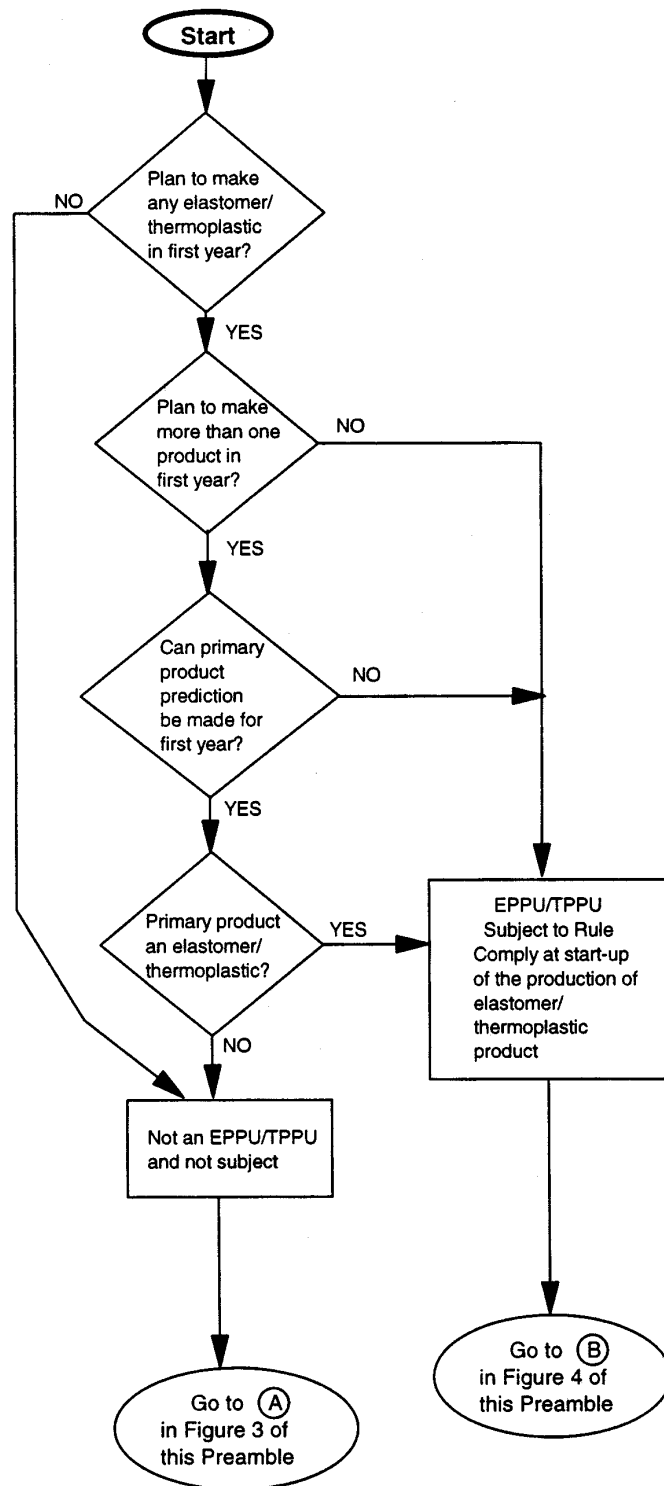 Start
Plan to make
any elastomer/
thermoplastic
in first year?
NO
YES
Plan to make
more than one
product in
first year?
NO
YES
Can primary
product
prediction
be made for
first year?
NO
YES
Primary product
an elastomer/
thermoplastic?
YES
NO
EPPU/TPPU
Subject to Rule
Comply at start-up
of the production of
elastomer/
thermoplastic
product
Not an EPPU/TPPU
and not subject
Go to B
in Figure 4 of
this Preamble
Go to A
in Figure 3 of
this Preamble